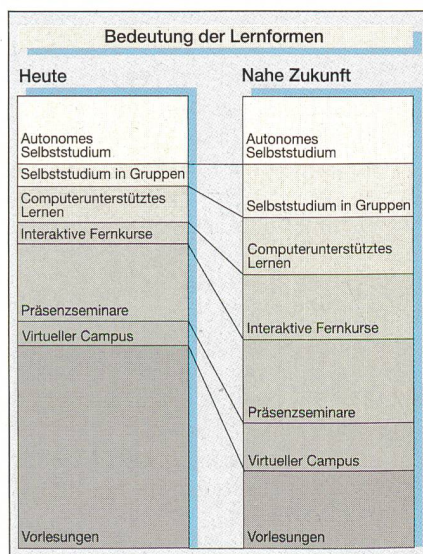 Bedeutung der Lernformen
Heute
Autonomes
Selbststudium
Selbststudium in Gruppen
Computerunterstütztes
Lernen
Interaktive Fernkurse
Präsenzseminare
Virtueller Campus
Vorlesungen
Nahe Zukunft
Autonomes
Selbststudium
Selbststudium in Gruppen
Computerunterstütztes
Lernen
Interaktive Fernkurse
Präsenzseminare
Virtueller Campus
Vorlesungen